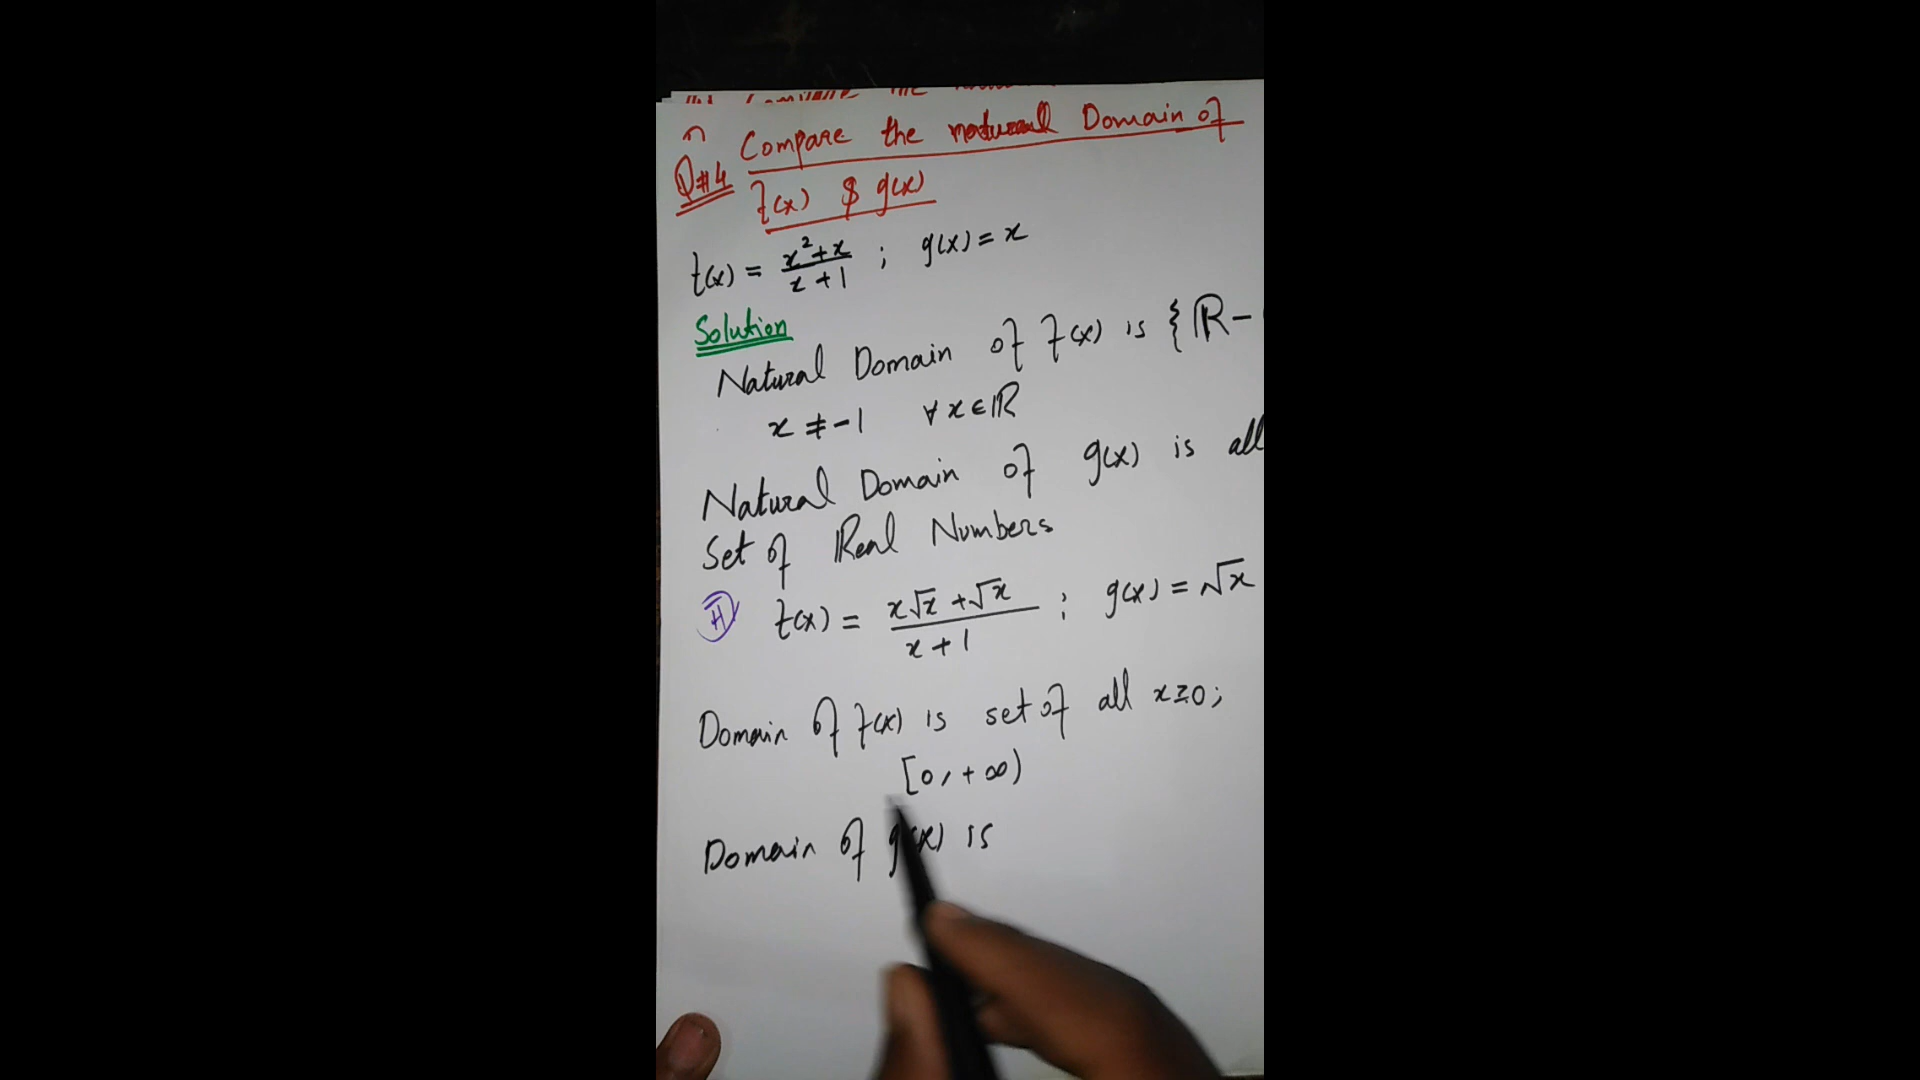 Compare the natural Domain of
Q#4 f(x) & g(x)
f(x) = x²+x / x+1 ; g(x) = x
Solution
Natural Domain of f(x) is {ℝ -
x ≠ -1 ∀ x ∈ ℝ
Natural Domain of g(x) is all
Set of Real Numbers
II f(x) = x√x + √x / x+1 ; g(x) = √x
Domain of f(x) is set of all x≥0;
[0, +∞)
Domain of g(x) is